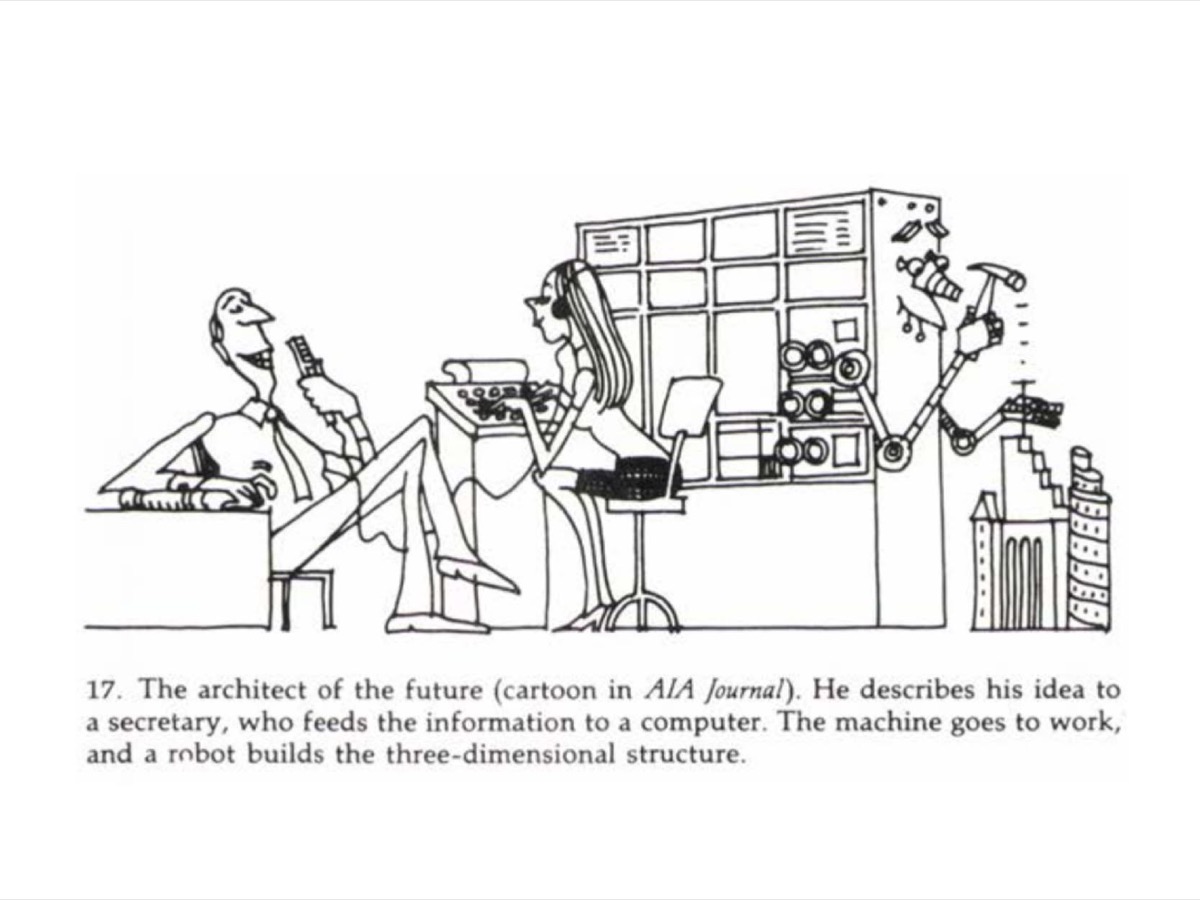 17. The architect of the future (cartoon in AIA Journal). He describes his idea to
a secretary, who feeds the information to a computer. The machine goes to work,
and a robot builds the three-dimensional structure.